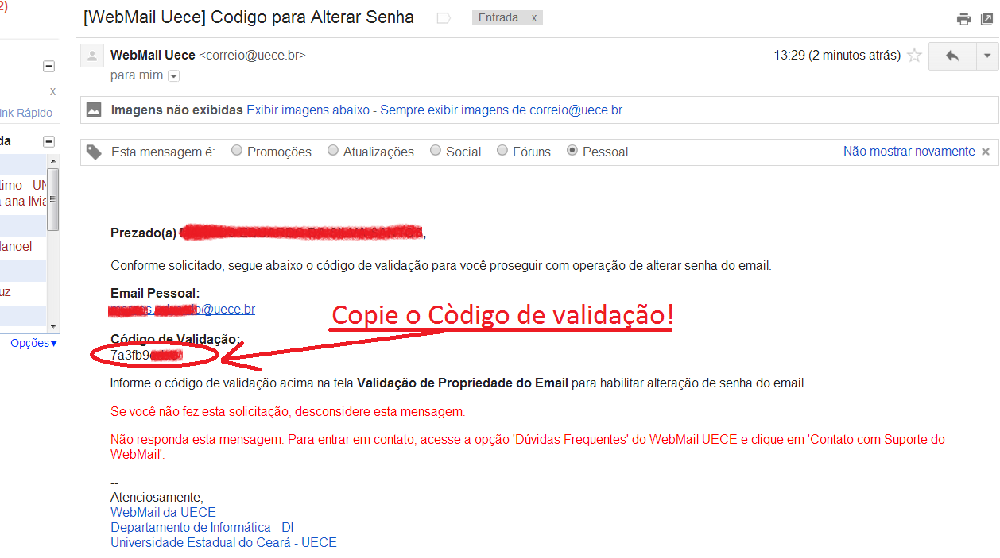 2)
[WebMail Uece] Codigo para Alterar Senha
Entrada x
WebMail Uece <correio@uece.br>
13:29 (2 minutos atrás)
para mim
x
ink Rápido
Imagens não exibidas Exibir imagens abaixo - Sempre exibir imagens de correio@uece.br
da
Esta mensagem é: Promoções Atualizações Social Fóruns Pessoal
Não mostrar novamente x
timo - UN
a ana lívia
Manoel
uz
Opções
Prezado(a) ,
Conforme solicitado, segue abaixo o código de validação para você proseguir com operação de alterar senha do email.
Email Pessoal:
@uece.br
Copie o Còdigo de validação!
Código de Validação:
7a3fb9
Informe o código de validação acima na tela Validação de Propriedade do Email para habilitar alteração de senha do email.
Se você não fez esta solicitação, desconsidere esta mensagem.
Não responda esta mensagem. Para entrar em contato, acesse a opção 'Dúvidas Frequentes' do WebMail UECE e clique em 'Contato com Suporte do
WebMail'.
--
Atenciosamente,
WebMail da UECE
Departamento de Informática - DI
Universidade Estadual do Ceará - UECE